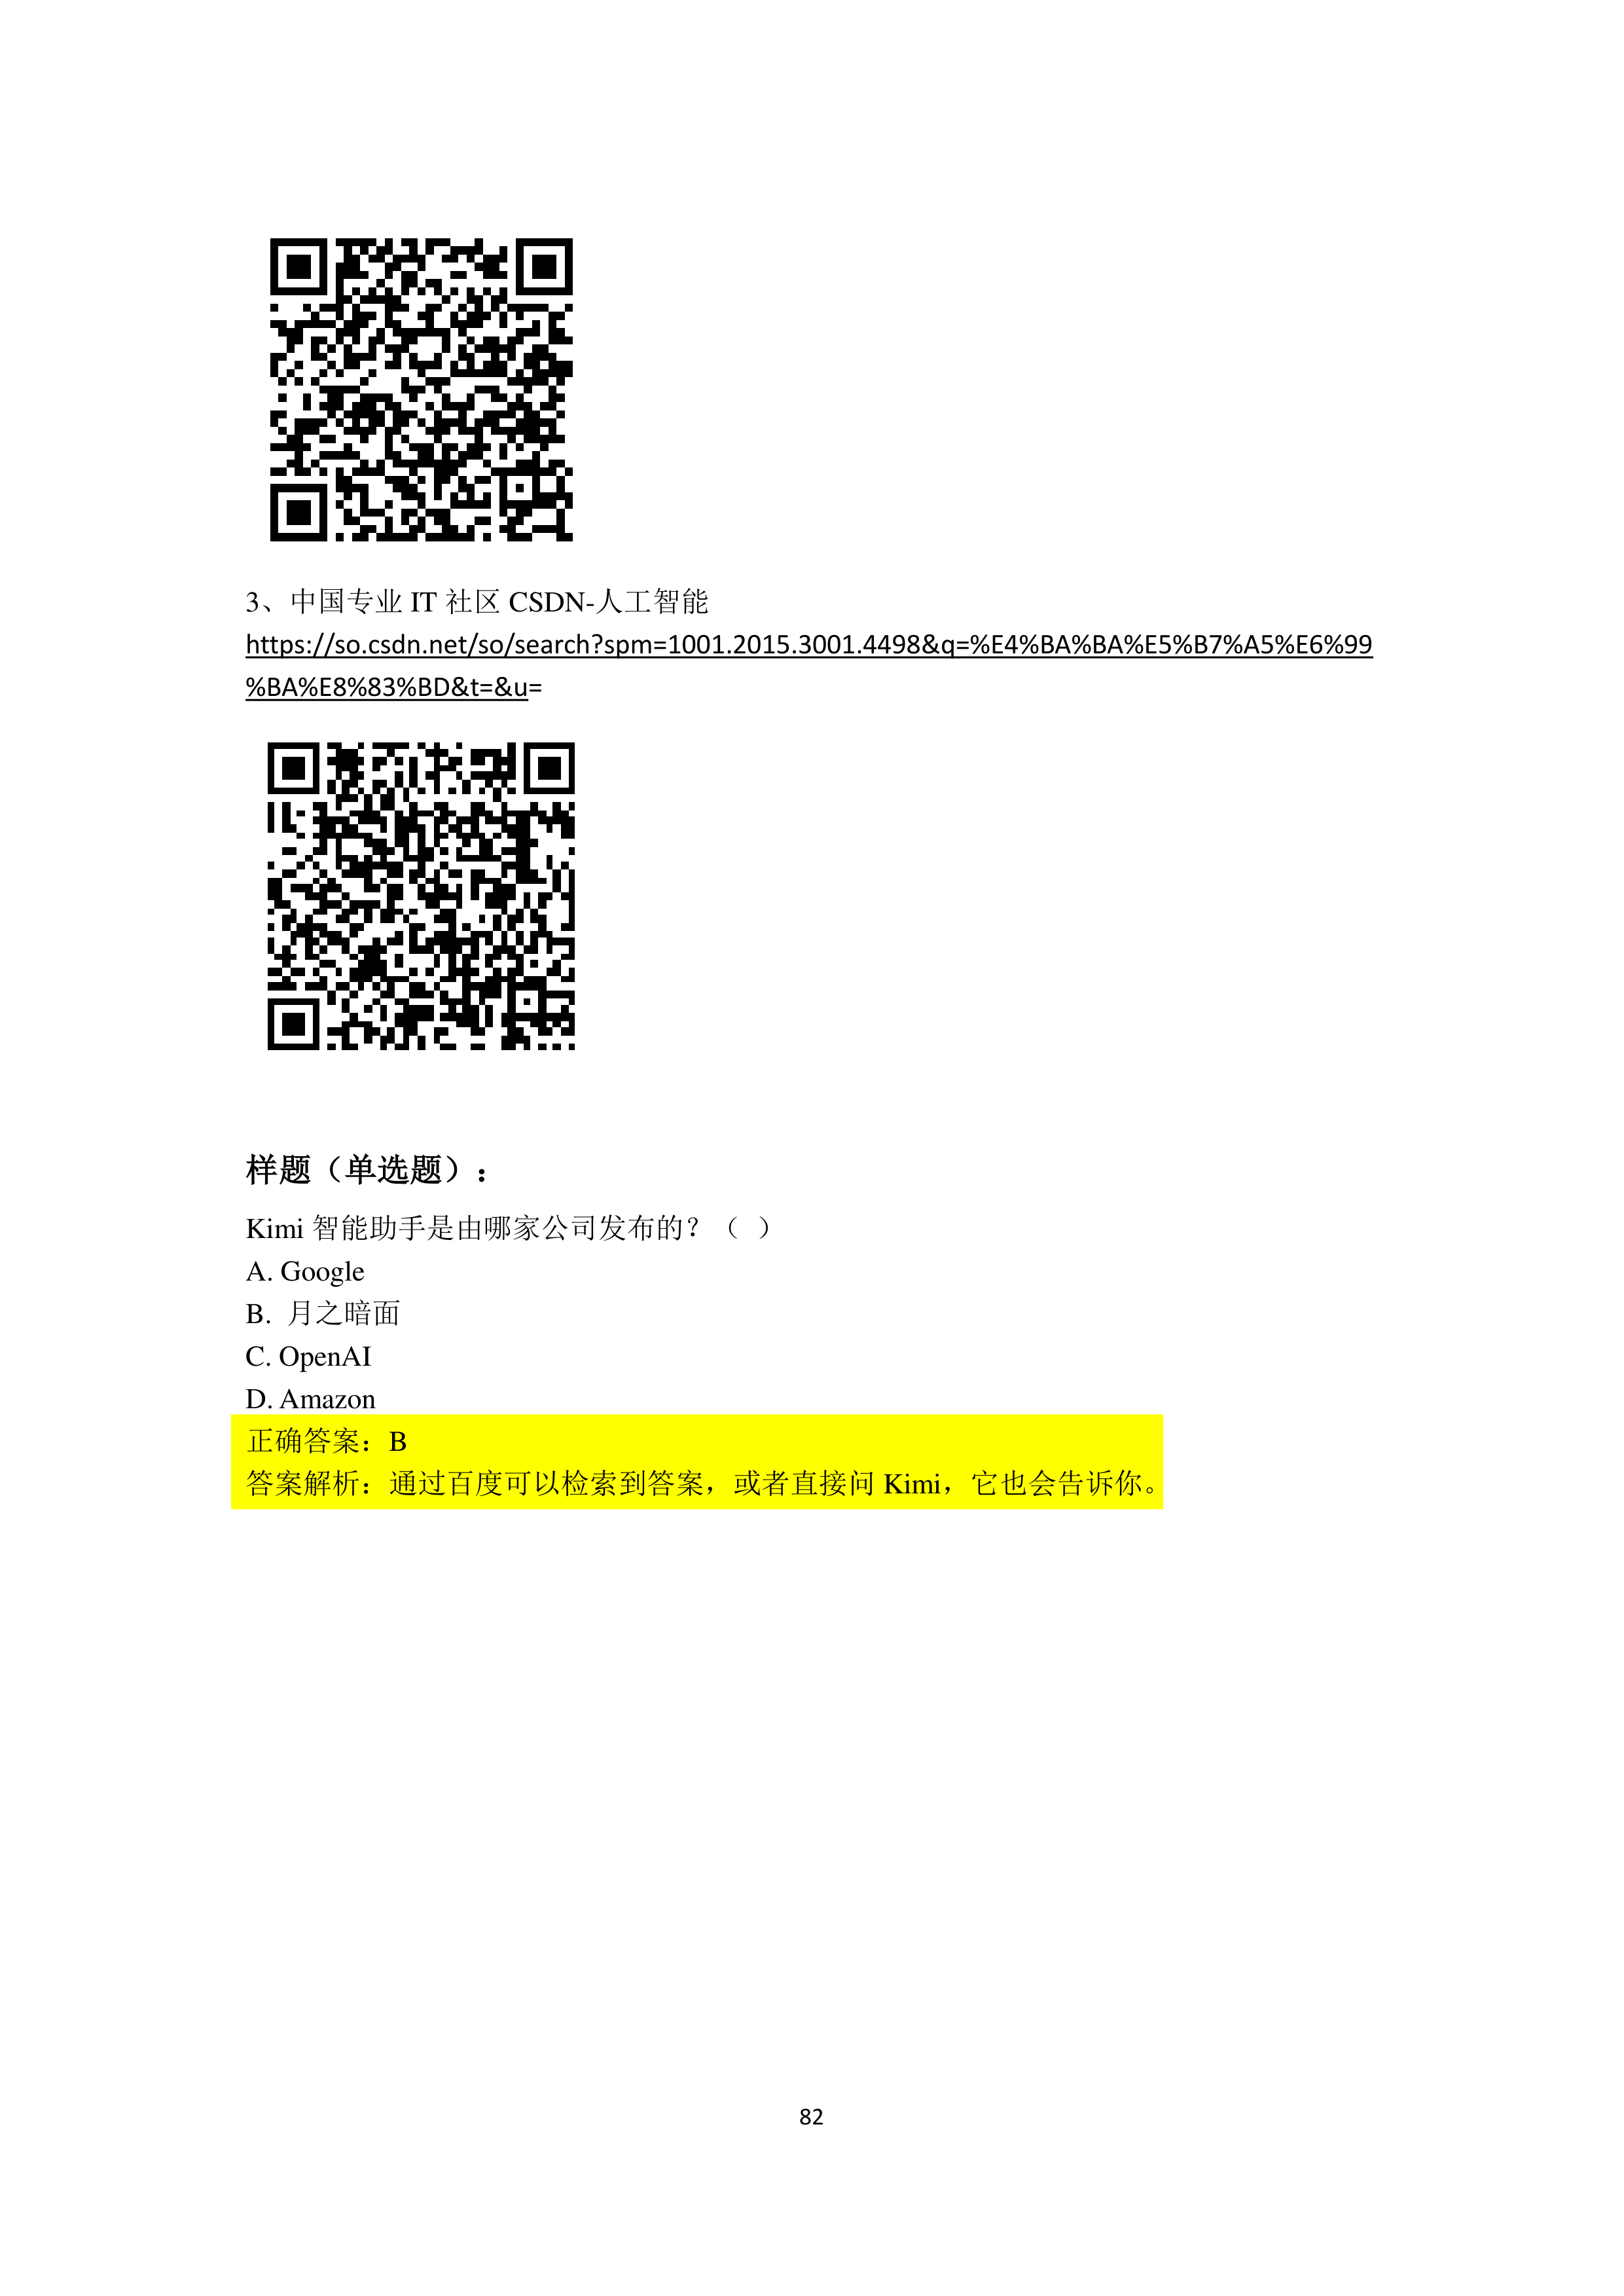 3、中国专业 IT 社区 CSDN-人工智能
https://so.csdn.net/so/search?spm=1001.2015.3001.4498&q=%E4%BA%BA%E5%B7%A5%E6%99
%BA%E8%83%BD&t=&u=
样题（单选题）：
Kimi 智能助手是由哪家公司发布的？（  ）
A. Google
B.  月之暗面
C. OpenAI
D. Amazon
正确答案：B
答案解析：通过百度可以检索到答案，或者直接问 Kimi，它也会告诉你。
82